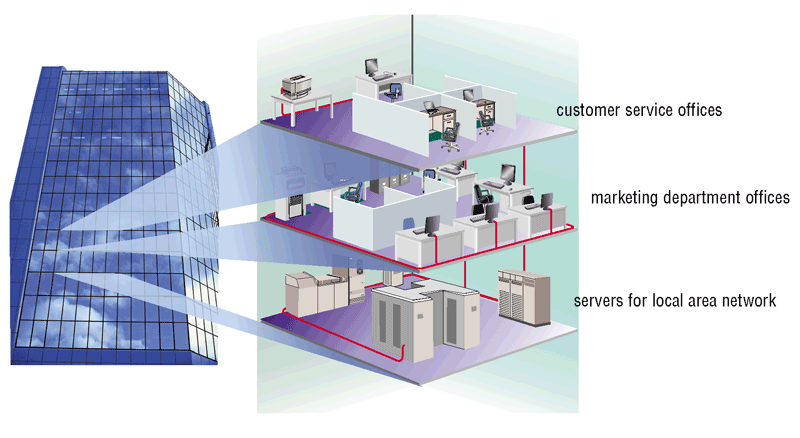 customer service offices
marketing department offices
servers for local area network